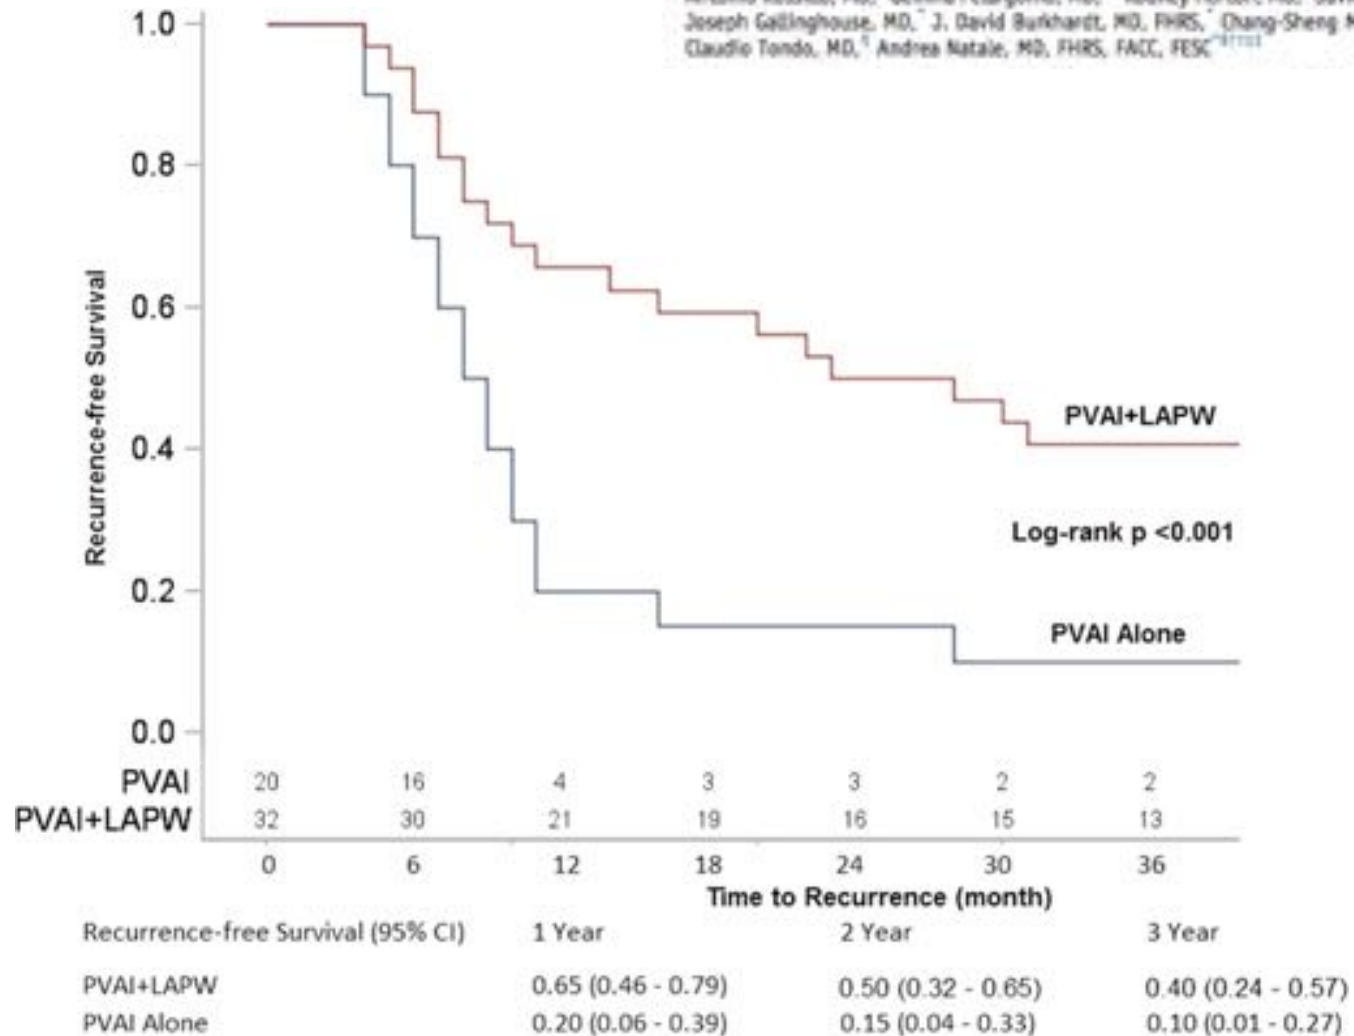 Joseph Gallinghouse, MD, J. David Burkhardt, MD, FHRS, Chang-Sheng M
Claudio Tondo, MD, Andrea Natale, MD, FHRS, FACC, FESC
1.0
0.8
0.6
0.4
0.2
0.0
Recurrence-free Survival
PVAI+LAPW
Log-rank p <0.001
PVAI Alone
PVAI 20 16 4 3 3 2 2
PVAI+LAPW 32 30 21 19 16 15 13
0 6 12 18 24 30 36
Time to Recurrence (month)
Recurrence-free Survival (95% CI) 1 Year 2 Year 3 Year
PVAI+LAPW 0.65 (0.46 - 0.79) 0.50 (0.32 - 0.65) 0.40 (0.24 - 0.57)
PVAI Alone 0.20 (0.06 - 0.39) 0.15 (0.04 - 0.33) 0.10 (0.01 - 0.27)